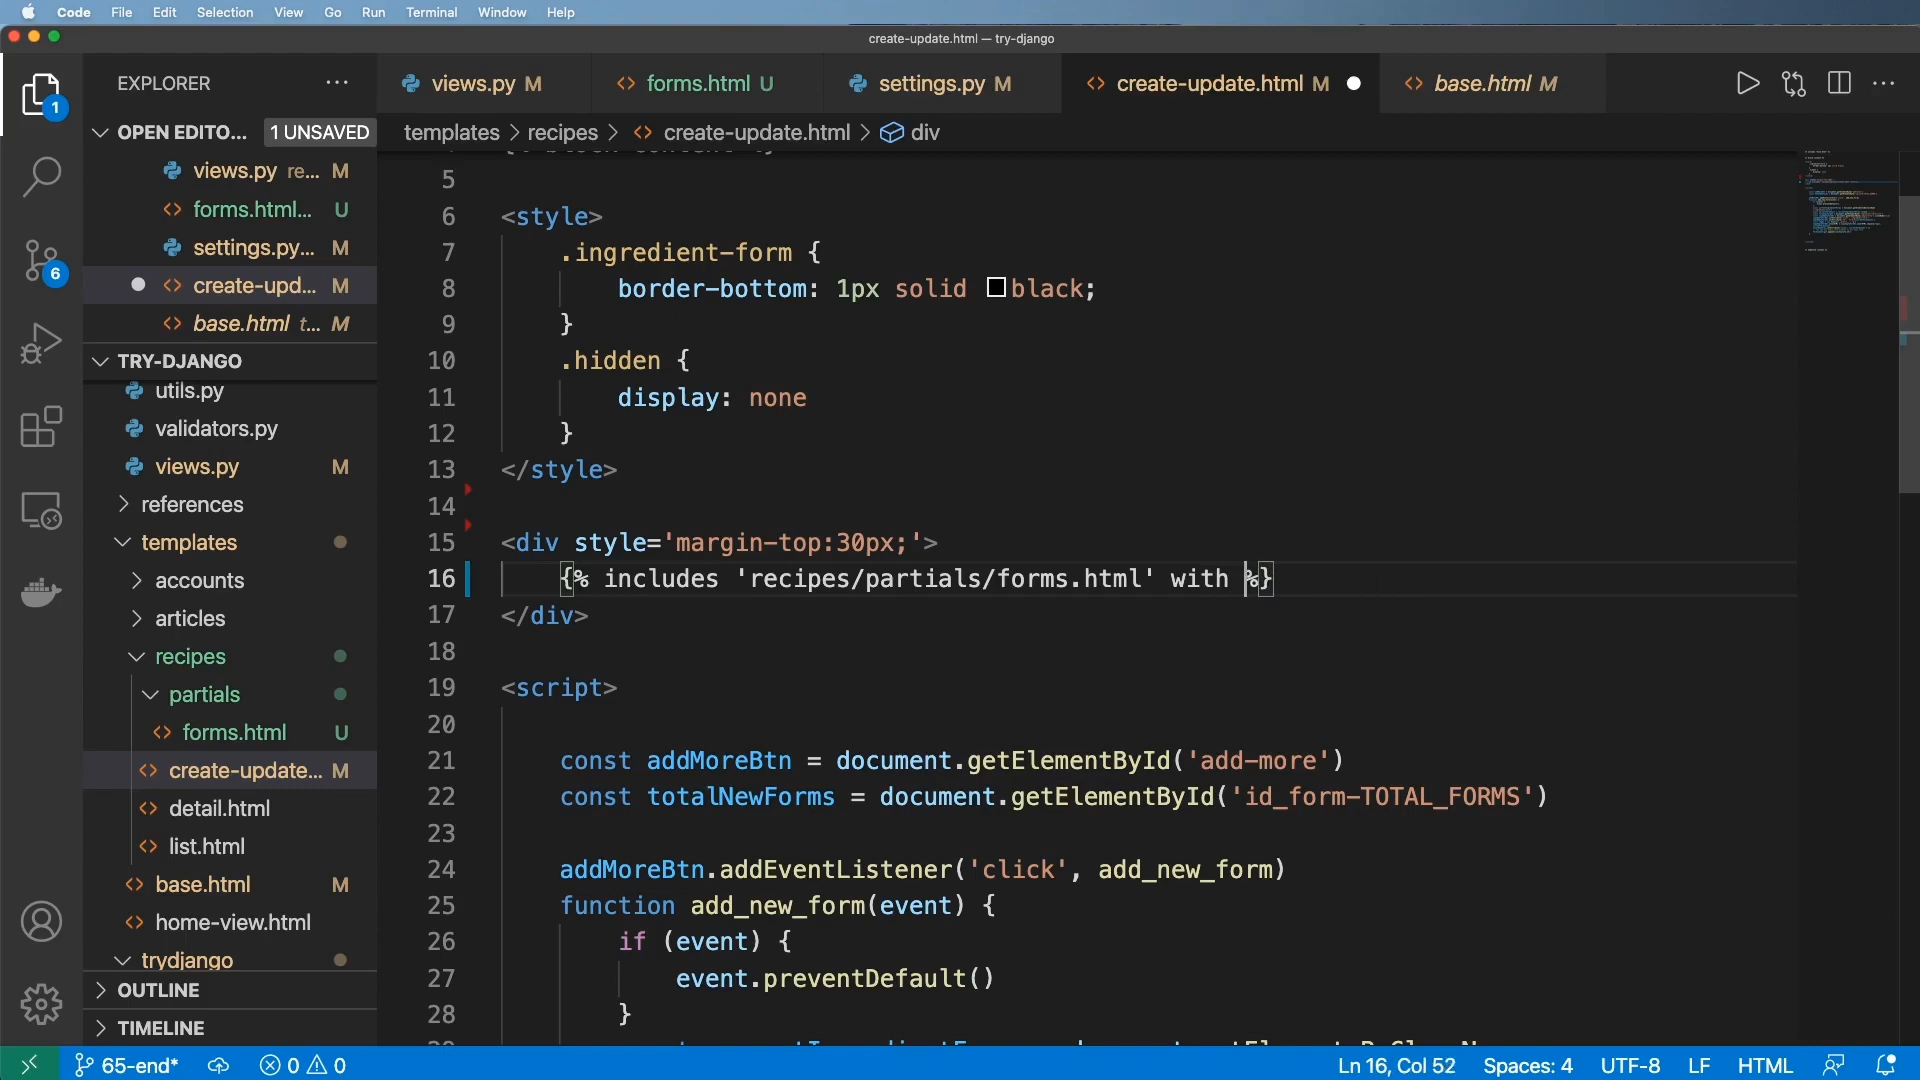 Code File Edit Selection View Go Run Terminal Window Help
create-update.html — try-django
EXPLORER
views.py M
forms.html U
settings.py M
create-update.html M
base.html M
OPEN EDITO... 1 UNSAVED
views.py re... M
forms.html... U
settings.py... M
create-upd... M
base.html t... M
TRY-DJANGO
utils.py
validators.py
views.py M
references
templates
accounts
articles
recipes
partials
forms.html U
create-update... M
detail.html
list.html
base.html M
home-view.html
trydjango
OUTLINE
TIMELINE
templates > recipes > create-update.html > div
5
6 <style>
7 .ingredient-form {
8 border-bottom: 1px solid black;
9 }
10 .hidden {
11 display: none
12 }
13 </style>
14
15 <div style='margin-top:30px;'>
16 {% includes 'recipes/partials/forms.html' with %}
17 </div>
18
19 <script>
20
21 const addMoreBtn = document.getElementById('add-more')
22 const totalNewForms = document.getElementById('id_form-TOTAL_FORMS')
23
24 addMoreBtn.addEventListener('click', add_new_form)
25 function add_new_form(event) {
26 if (event) {
27 event.preventDefault()
28 }
1
6
65-end* 0 0 Ln 16, Col 52 Spaces: 4 UTF-8 LF HTML